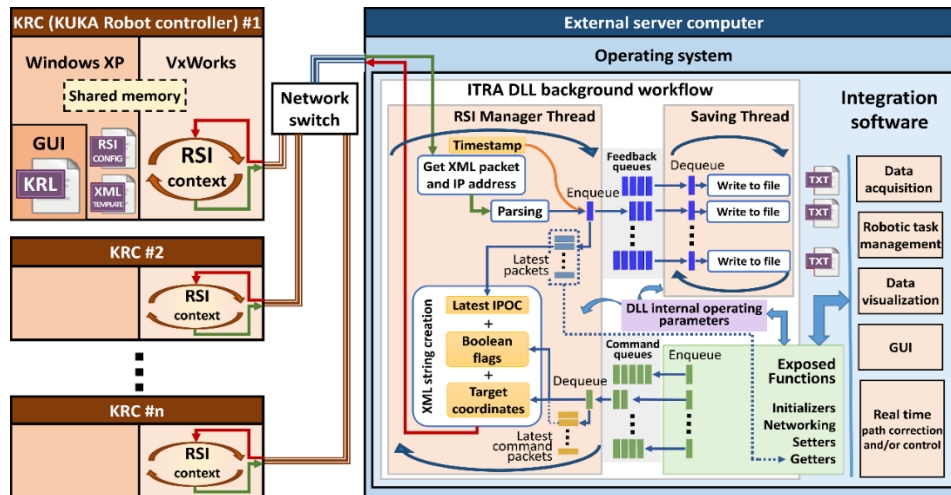 KRC (KUKA Robot controller) #1
Windows XP
VxWorks
Shared memory
GUI
KRL
RSI
CONFIG
XML
TEMPLATE
RSI
context
KRC #2
RSI
context
KRC #n
RSI
context
Network
switch
External server computer
Operating system
ITRA DLL background workflow
RSI Manager Thread
Timestamp
Get XML packet
and IP address
Parsing
Enqueue
Latest
packets
Feedback
queues
Saving Thread
Dequeue
Write to file
Write to file
Write to file
TXT
TXT
TXT
XML string creation
Latest IPOC
+
Boolean
flags
+
Target
coordinates
Dequeue
Latest
command
packets
DLL internal operating
parameters
Command
queues
Enqueue
Exposed
Functions
Initializers
Networking
Setters
Getters
Integration
software
Data
acquisition
Robotic task
management
Data
visualization
GUI
Real time
path correction
and/or control